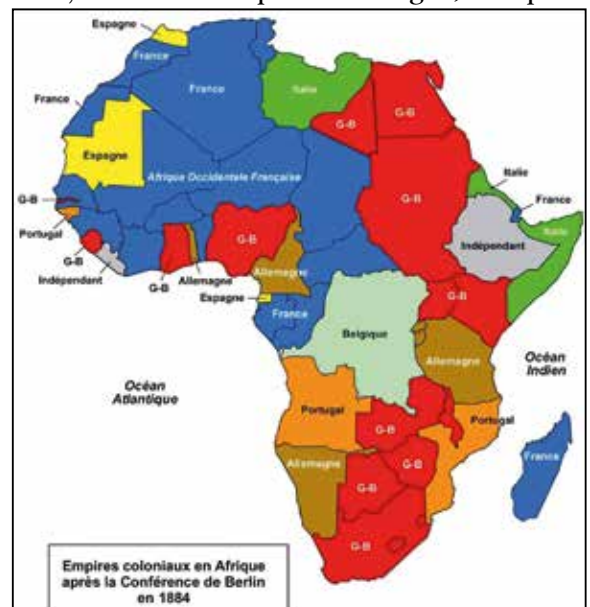 Espagne
France
France
France
Italie
G-B
G-B
Espagne
Afrique Occidentale Française
G-B
Italie
France
G-B
Portugal
G-B
Indépendant
G-B
Allemagne
G-B
Allemagne
Espagne
Indépendant
Italie
France
G-B
Belgique
Allemagne
Océan
Indien
Océan
Atlantique
Portugal
Portugal
G-B
Allemagne
G-B
G-B
France
G-B
Empires coloniaux en Afrique
après la Conférence de Berlin
en 1884